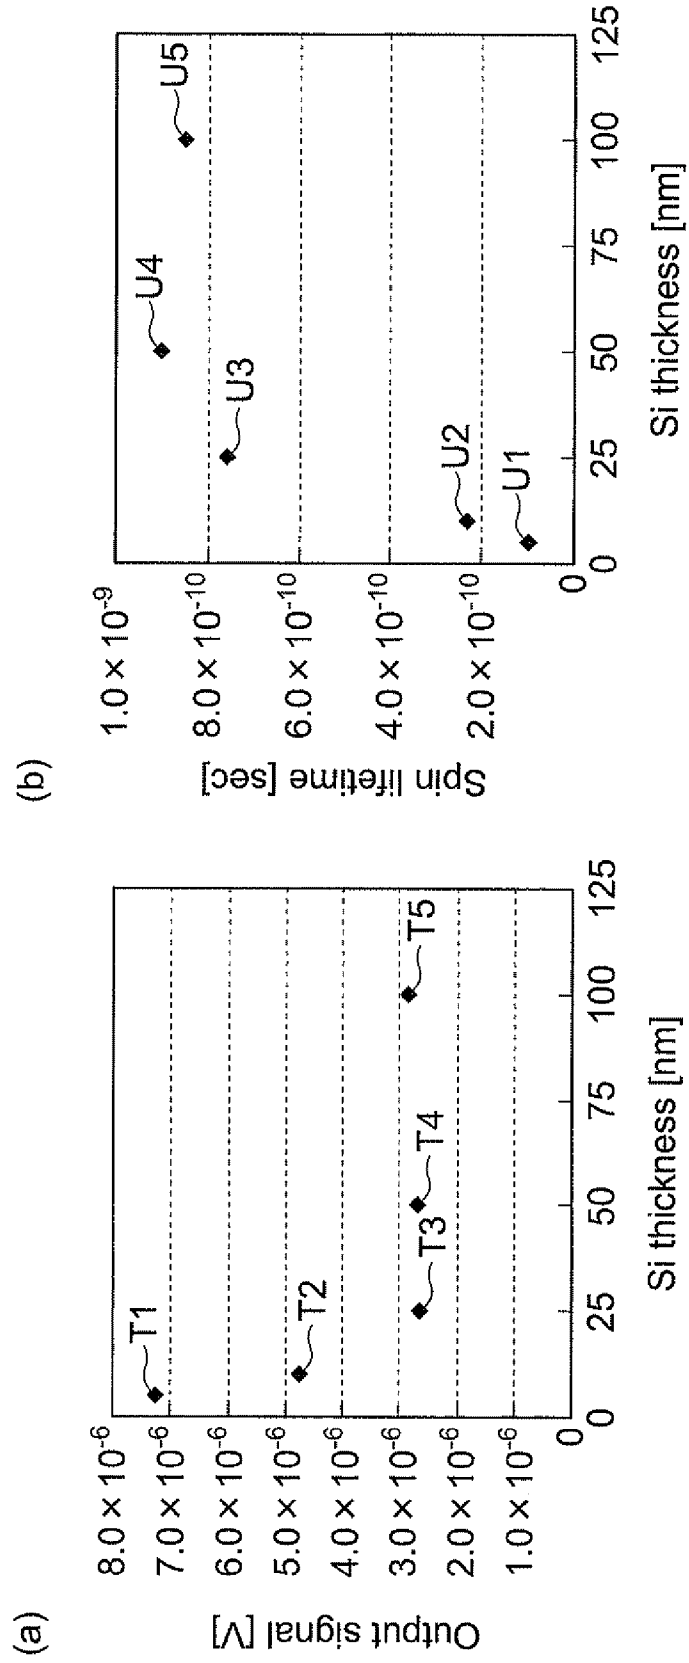 (a)
Output signal [V]
8.0×10⁻⁶
7.0×10⁻⁶
6.0×10⁻⁶
5.0×10⁻⁶
4.0×10⁻⁶
3.0×10⁻⁶
2.0×10⁻⁶
1.0×10⁻⁶
0
T1
T2
T3
T4
T5
0 25 50 75 100 125
Si thickness [nm]
(b)
Spin lifetime [sec]
1.0×10⁻⁹
8.0×10⁻¹⁰
6.0×10⁻¹⁰
4.0×10⁻¹⁰
2.0×10⁻¹⁰
0
U1
U2
U3
U4
U5
0 25 50 75 100 125
Si thickness [nm]